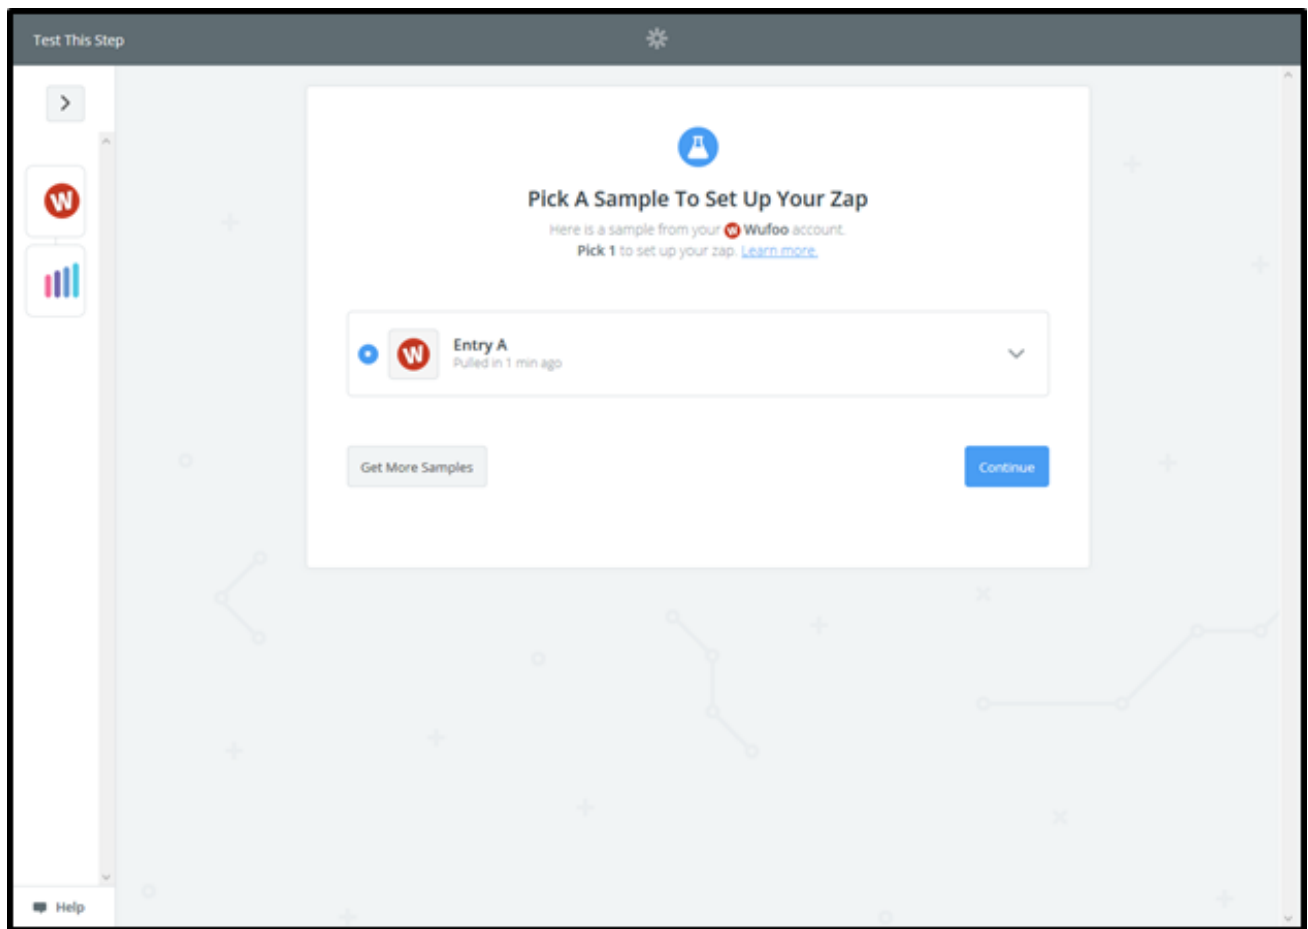 Test This Step
Pick A Sample To Set Up Your Zap
Here is a sample from your W Wufoo account.
Pick 1 to set up your zap. Learn more.
W
W
Entry A
Pulled in 1 min ago
Get More Samples
Continue
Help